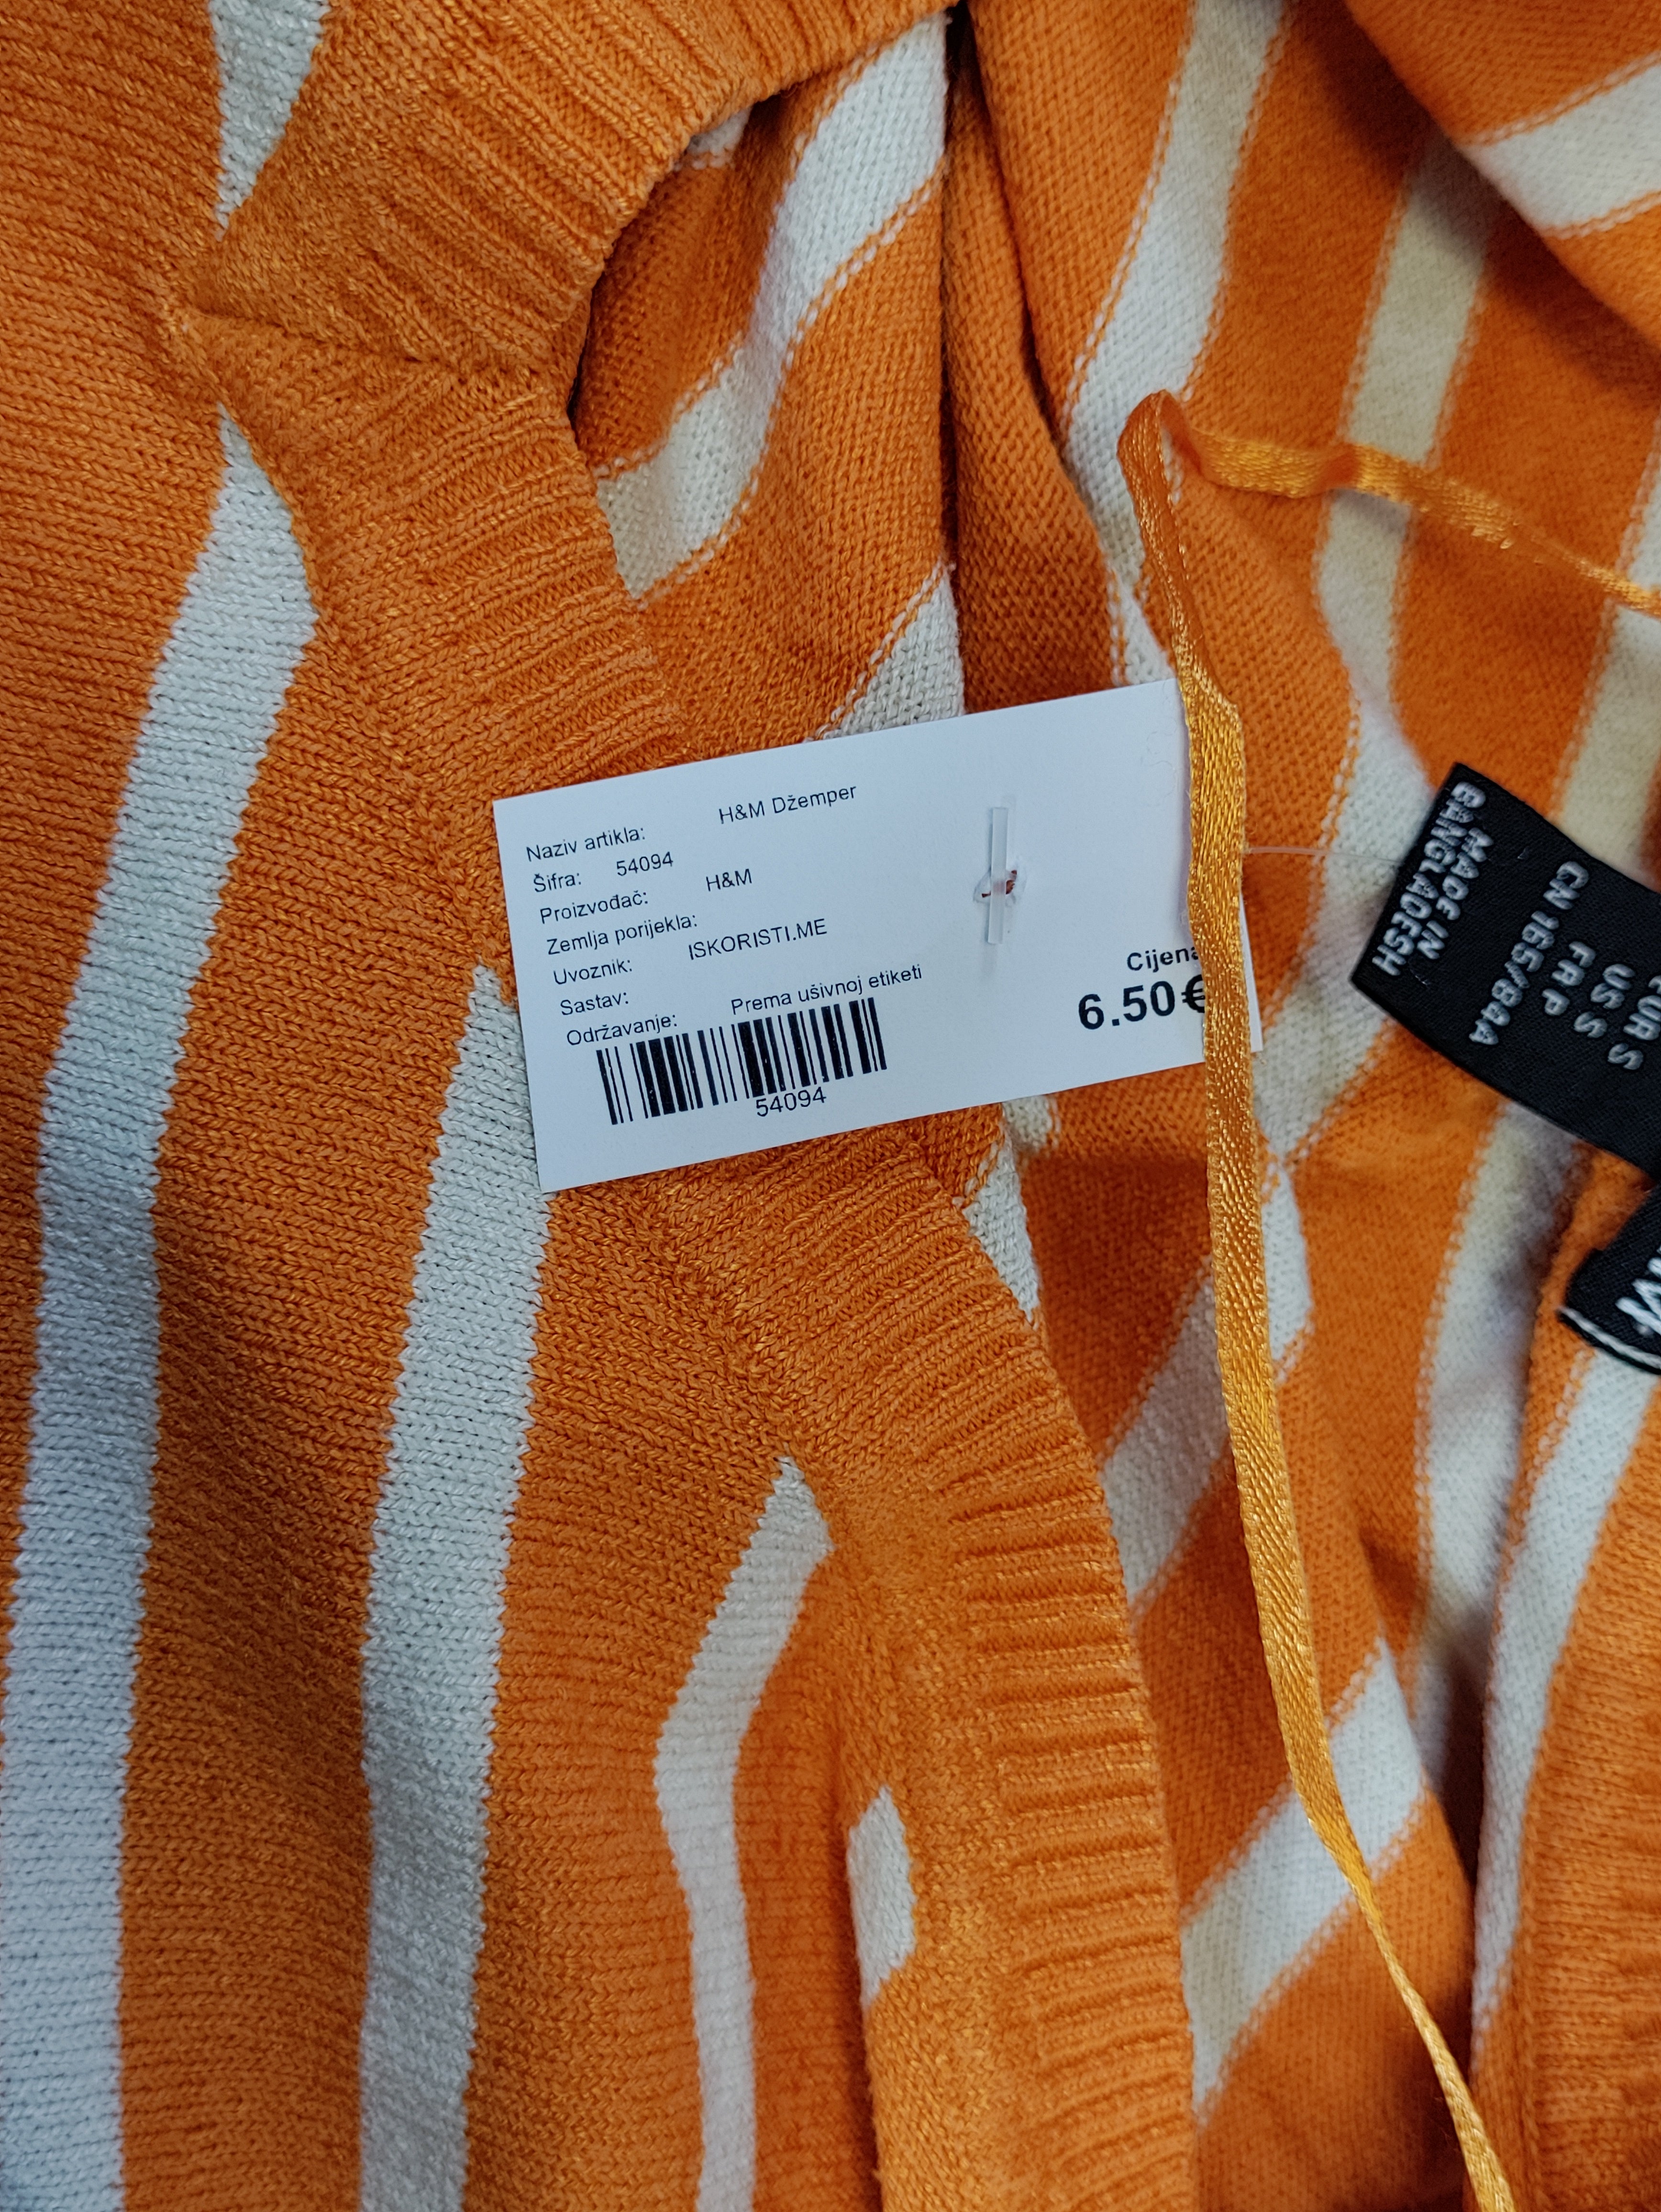 Naziv artikla: H&M Džemper
Šifra: 54094
Proizvođač: H&M
Zemlja porijekla:
Uvoznik: ISKORISTI.ME
Sastav:
Održavanje: Prema ušivnoj etiketi
54094
Cijena
6.50€
EUR S
US S
FR P
CN 165/84A
MADE IN
BANGLADESH